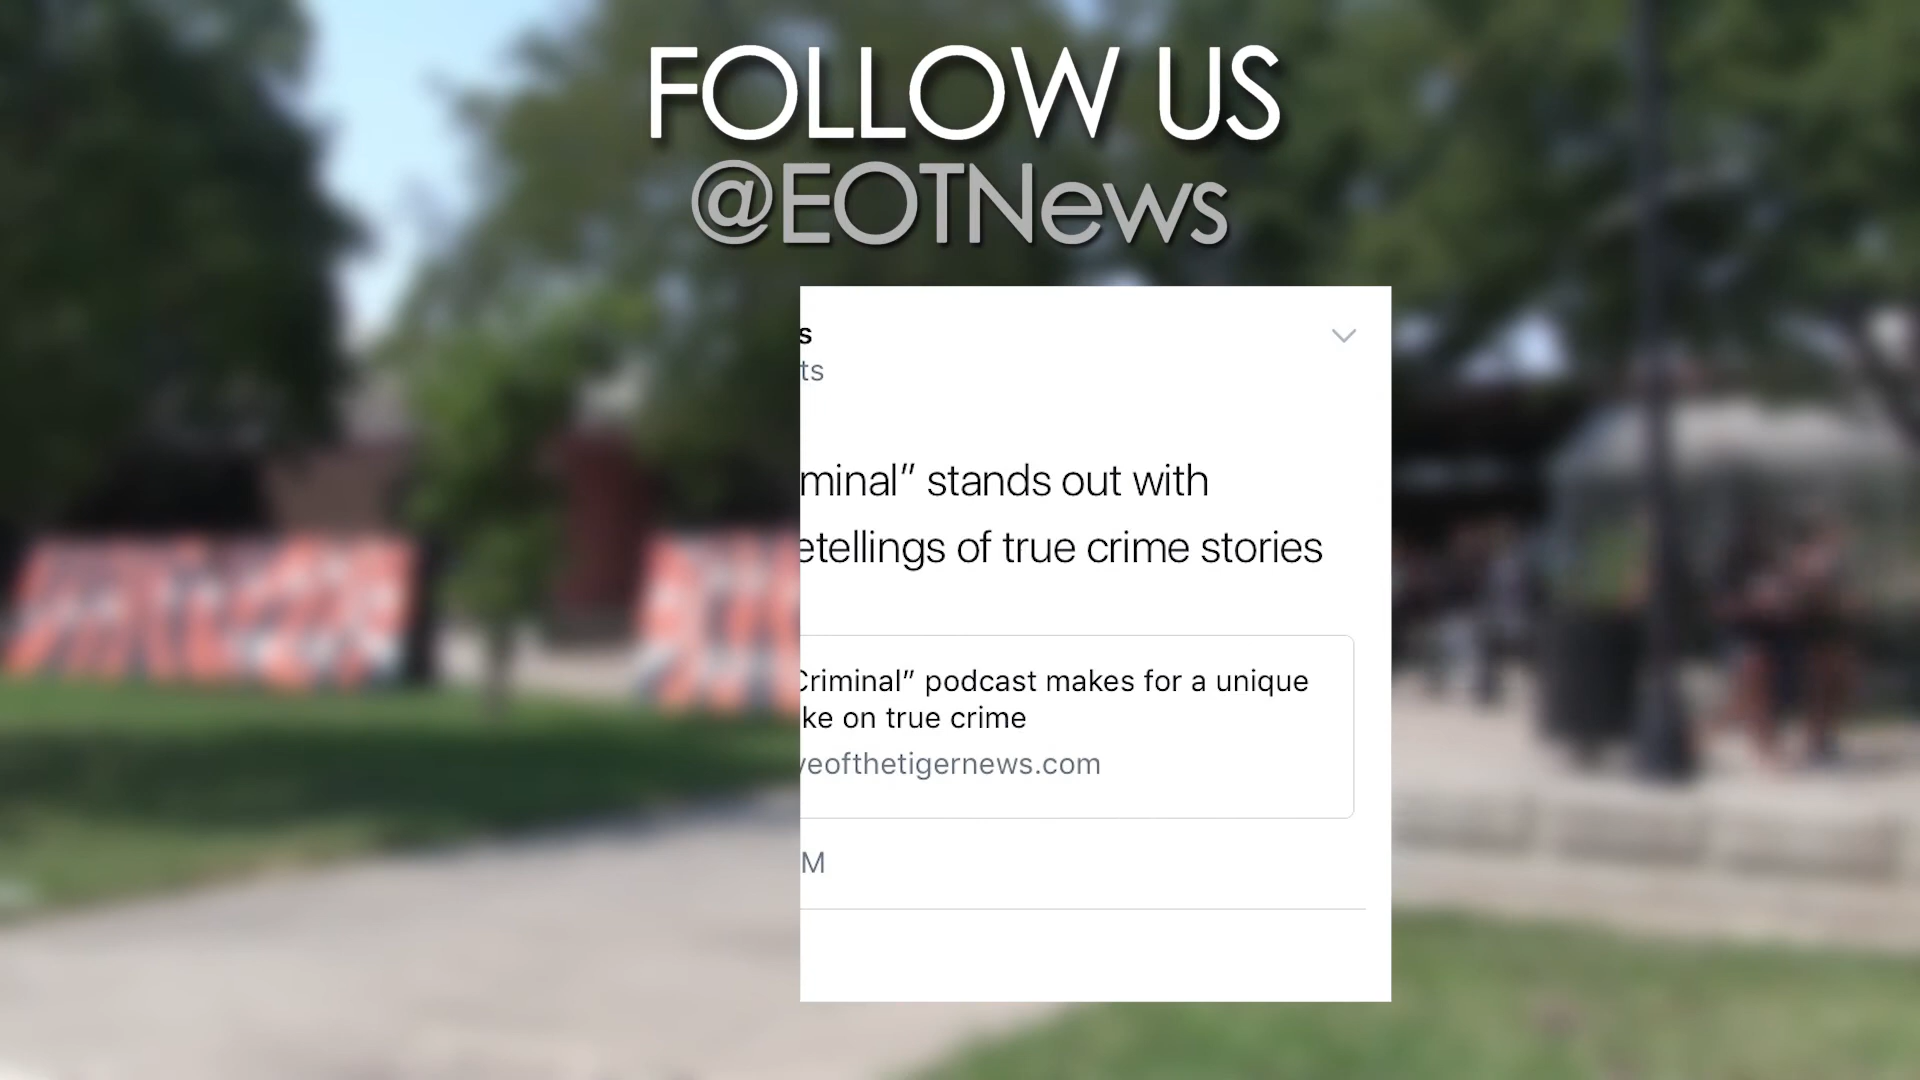 FOLLOW US
@EOTNews
s
ts
minal” stands out with
etellings of true crime stories
Criminal” podcast makes for a unique
ke on true crime
yeofthetigernews.com
M